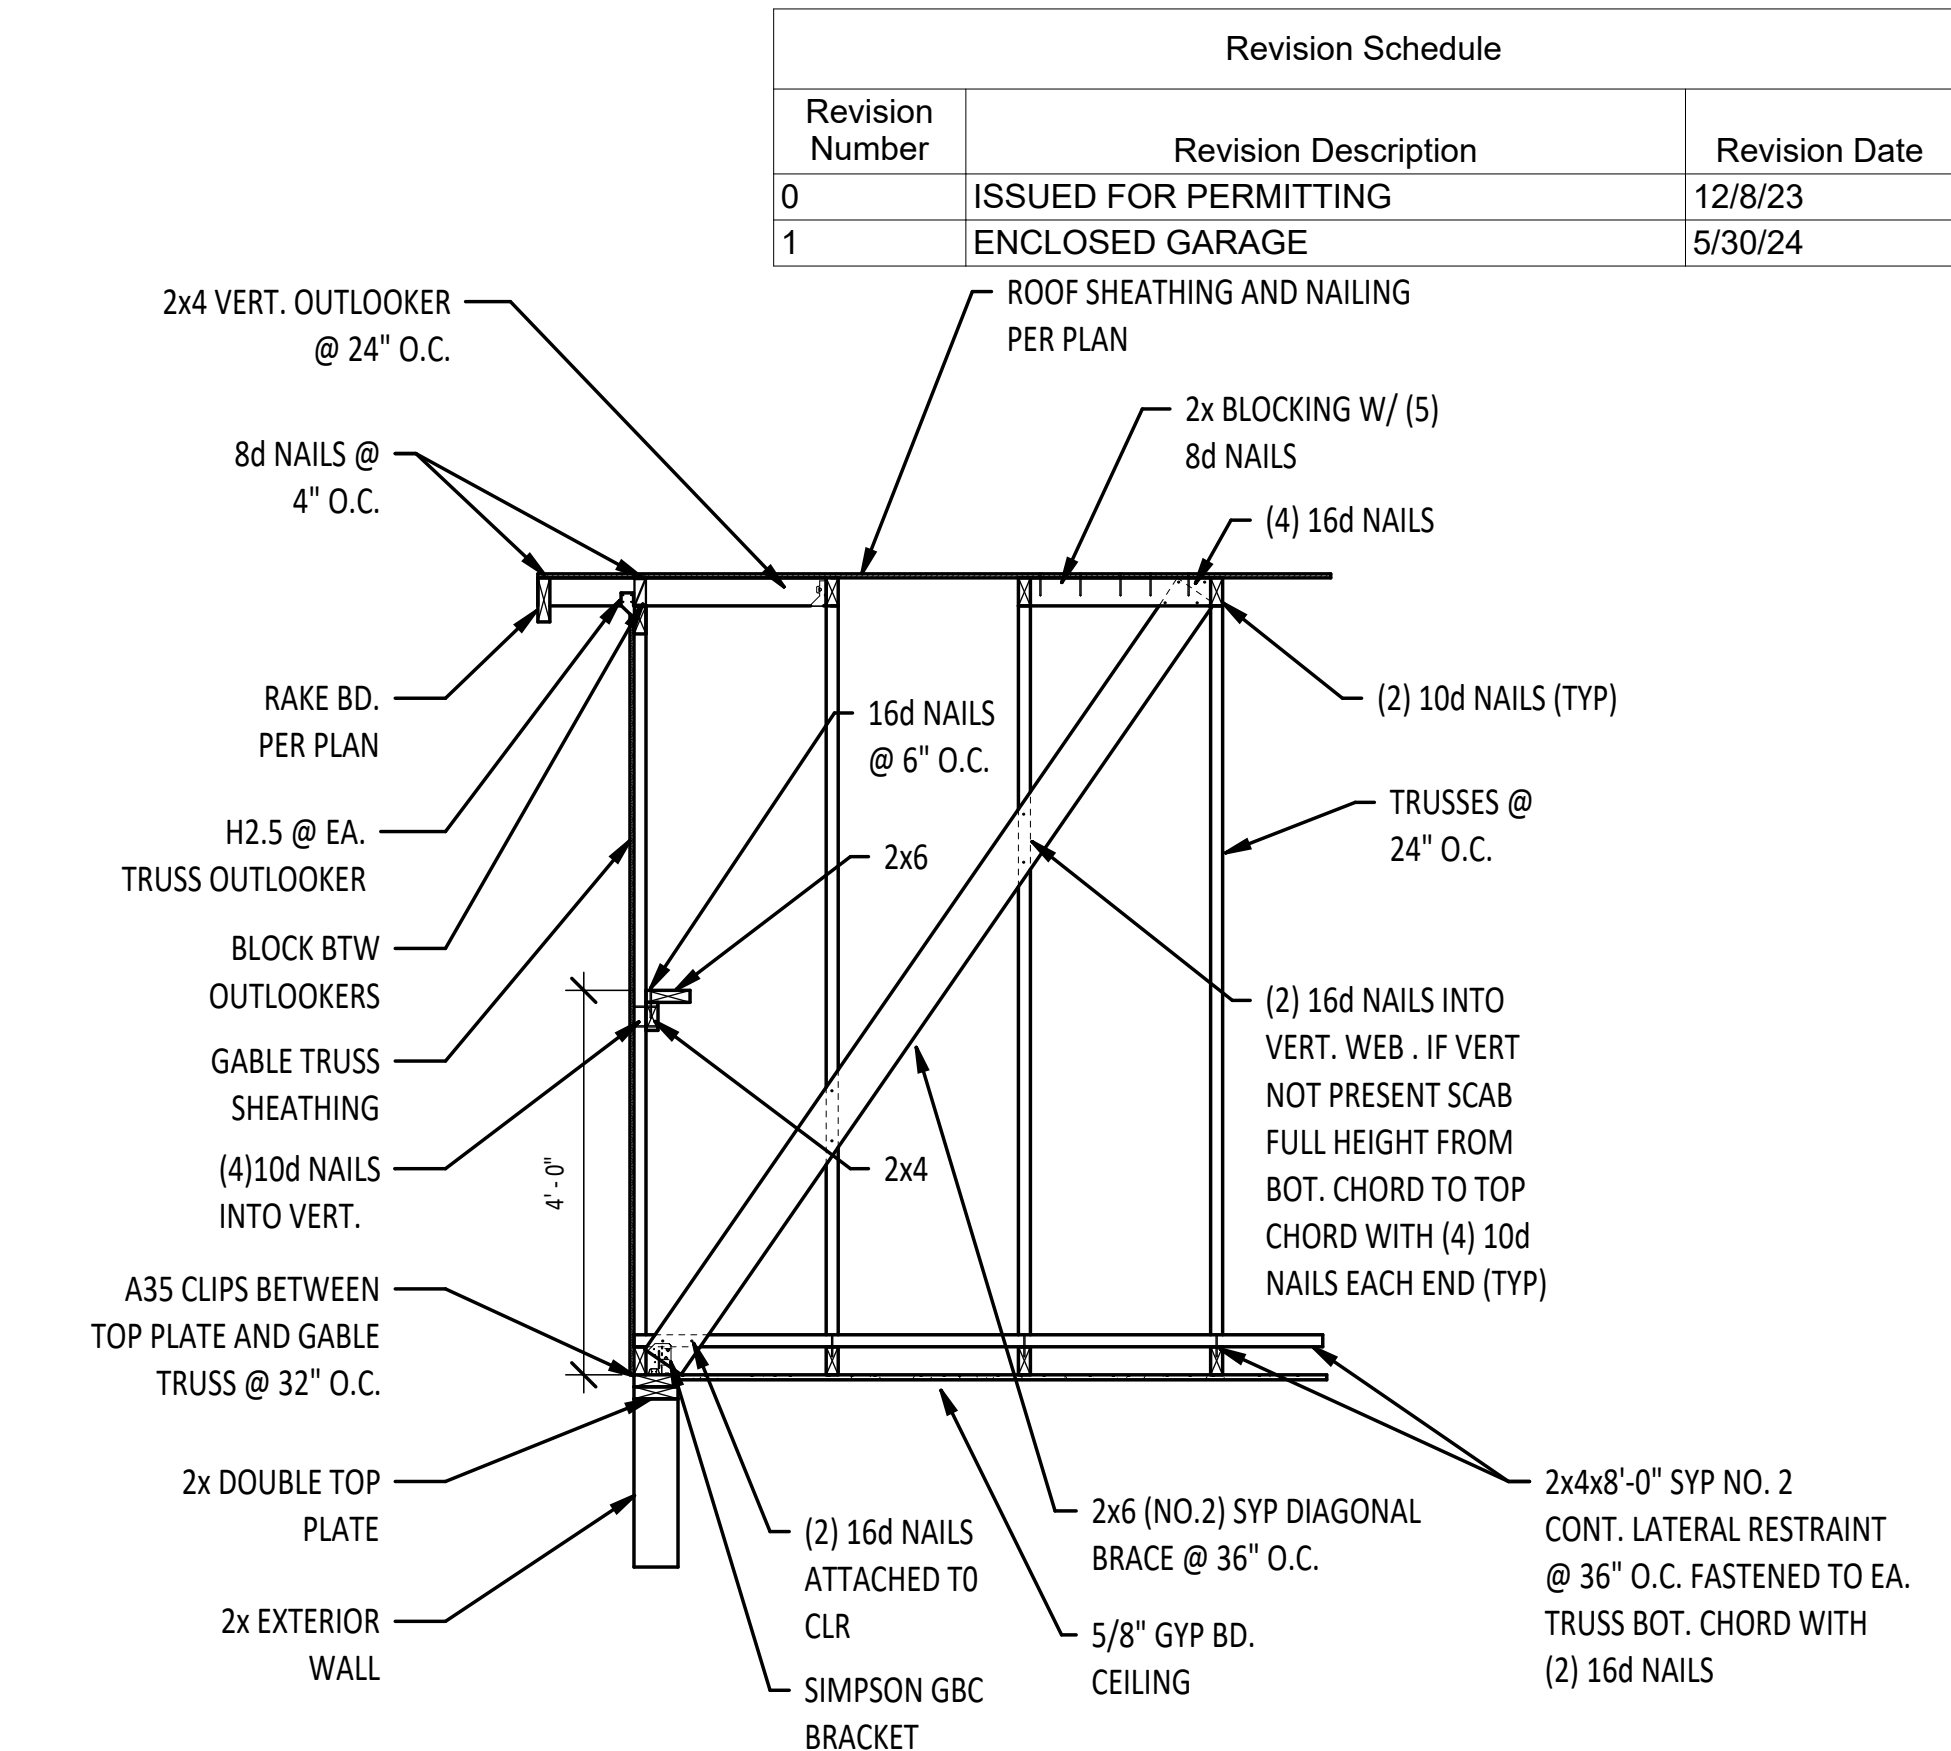 Revision Schedule
Revision
Number
Revision Description
Revision Date
0 ISSUED FOR PERMITTING 12/8/23
1 ENCLOSED GARAGE 5/30/24
2x4 VERT. OUTLOOKER
@ 24" O.C.
ROOF SHEATHING AND NAILING
PER PLAN
2x BLOCKING W/ (5)
8d NAILS
8d NAILS @
4" O.C.
(4) 16d NAILS
RAKE BD.
PER PLAN
16d NAILS
@ 6" O.C.
(2) 10d NAILS (TYP)
H2.5 @ EA.
TRUSS OUTLOOKER
2x6
TRUSSES @
24" O.C.
BLOCK BTW
OUTLOOKERS
GABLE TRUSS
SHEATHING
(2) 16d NAILS INTO
VERT. WEB . IF VERT
NOT PRESENT SCAB
FULL HEIGHT FROM
BOT. CHORD TO TOP
CHORD WITH (4) 10d
NAILS EACH END (TYP)
(4)10d NAILS
INTO VERT.
4' - 0"
2x4
A35 CLIPS BETWEEN
TOP PLATE AND GABLE
TRUSS @ 32" O.C.
2x DOUBLE TOP
PLATE
2x EXTERIOR
WALL
(2) 16d NAILS
ATTACHED T0
CLR
SIMPSON GBC
BRACKET
2x6 (NO.2) SYP DIAGONAL
BRACE @ 36" O.C.
5/8" GYP BD.
CEILING
2x4x8'-0" SYP NO. 2
CONT. LATERAL RESTRAINT
@ 36" O.C. FASTENED TO EA.
TRUSS BOT. CHORD WITH
(2) 16d NAILS